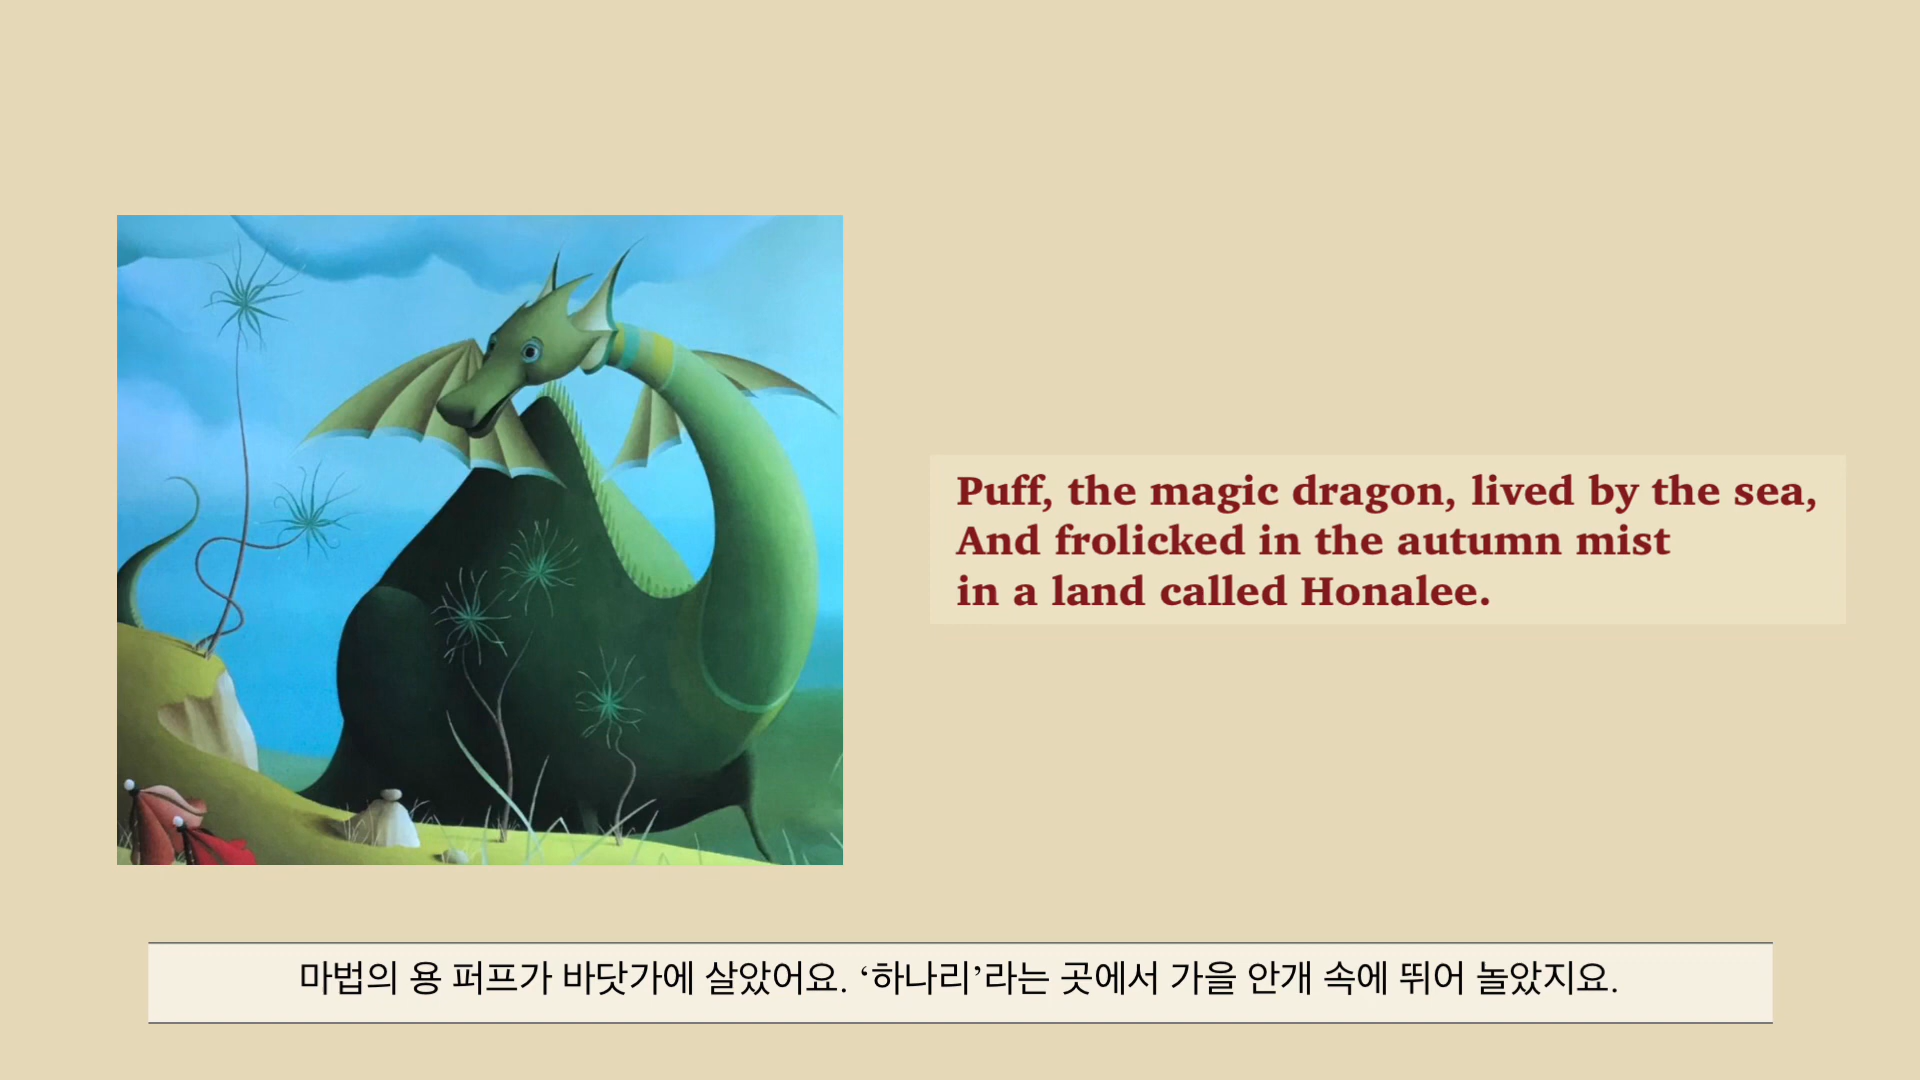 Puff, the magic dragon, lived by the sea,
And frolicked in the autumn mist
in a land called Honalee.
마법의 용 퍼프가 바닷가에 살았어요. ‘하나리’라는 곳에서 가을 안개 속에 뛰어 놀았지요.